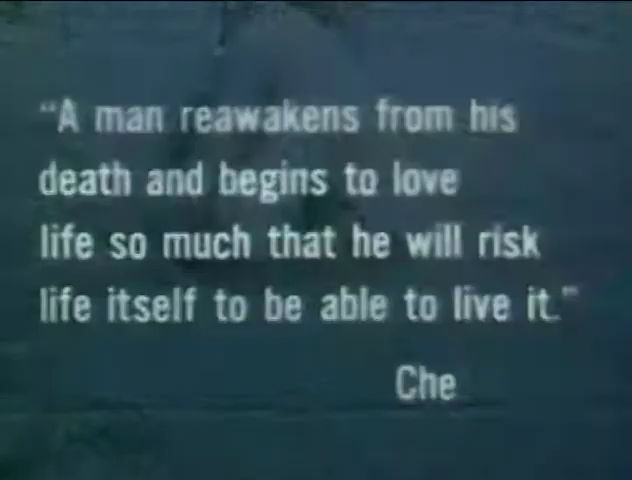 "A man reawakens from his
death and begins to love
life so much that he will risk
life itself to be able to live it."
Che